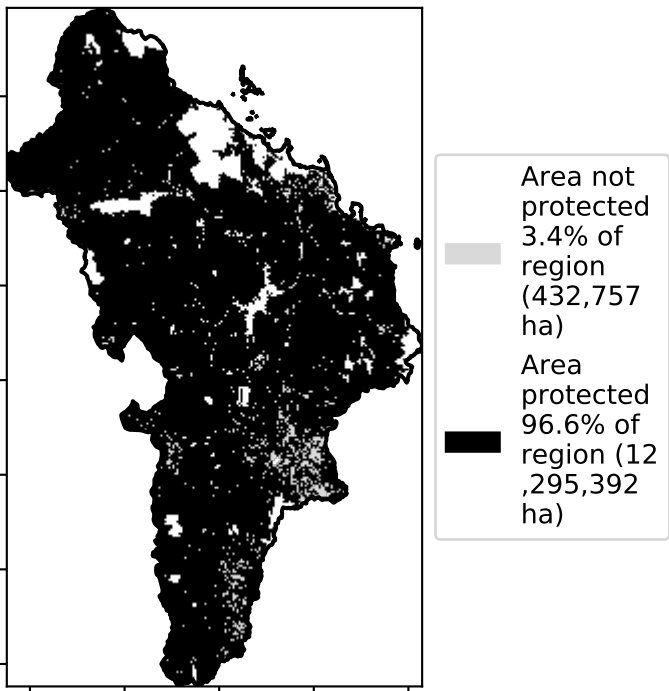 Area not
protected
3.4% of
region
(432,757
ha)
Area
protected
96.6% of
region (12
,295,392
ha)